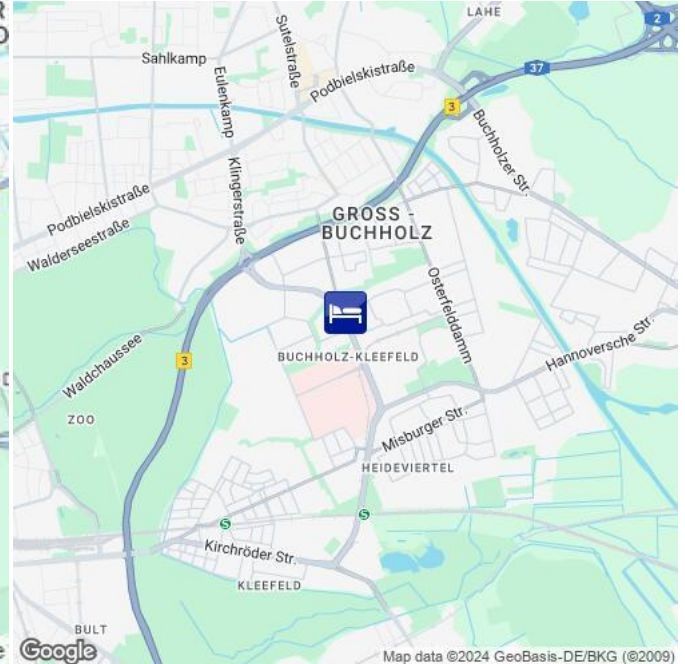 LAHE
2
Sahlkamp
Sutelstraße
37
Eulenkamp
Podbielskistraße
3
Buchholzer Str.
Klingerstraße
Podbielskistraße
Walderseestraße
GROSS -
BUCHHOLZ
Osterfelddamm
Hannoversche Str.
BUCHHOLZ-KLEEFELD
3
Waldchaussee
ZOO
Misburger Str.
HEIDEVIERTEL
S
S
Kirchröder Str.
KLEEFELD
BULT
Google
Map data ©2024 GeoBasis-DE/BKG (©2009)